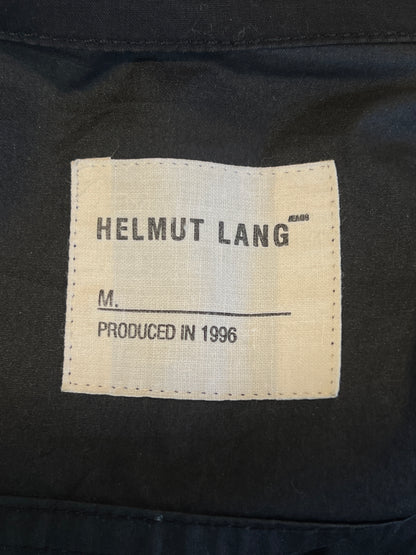 HELMUT LANG JEANS
M.
PRODUCED IN 1996